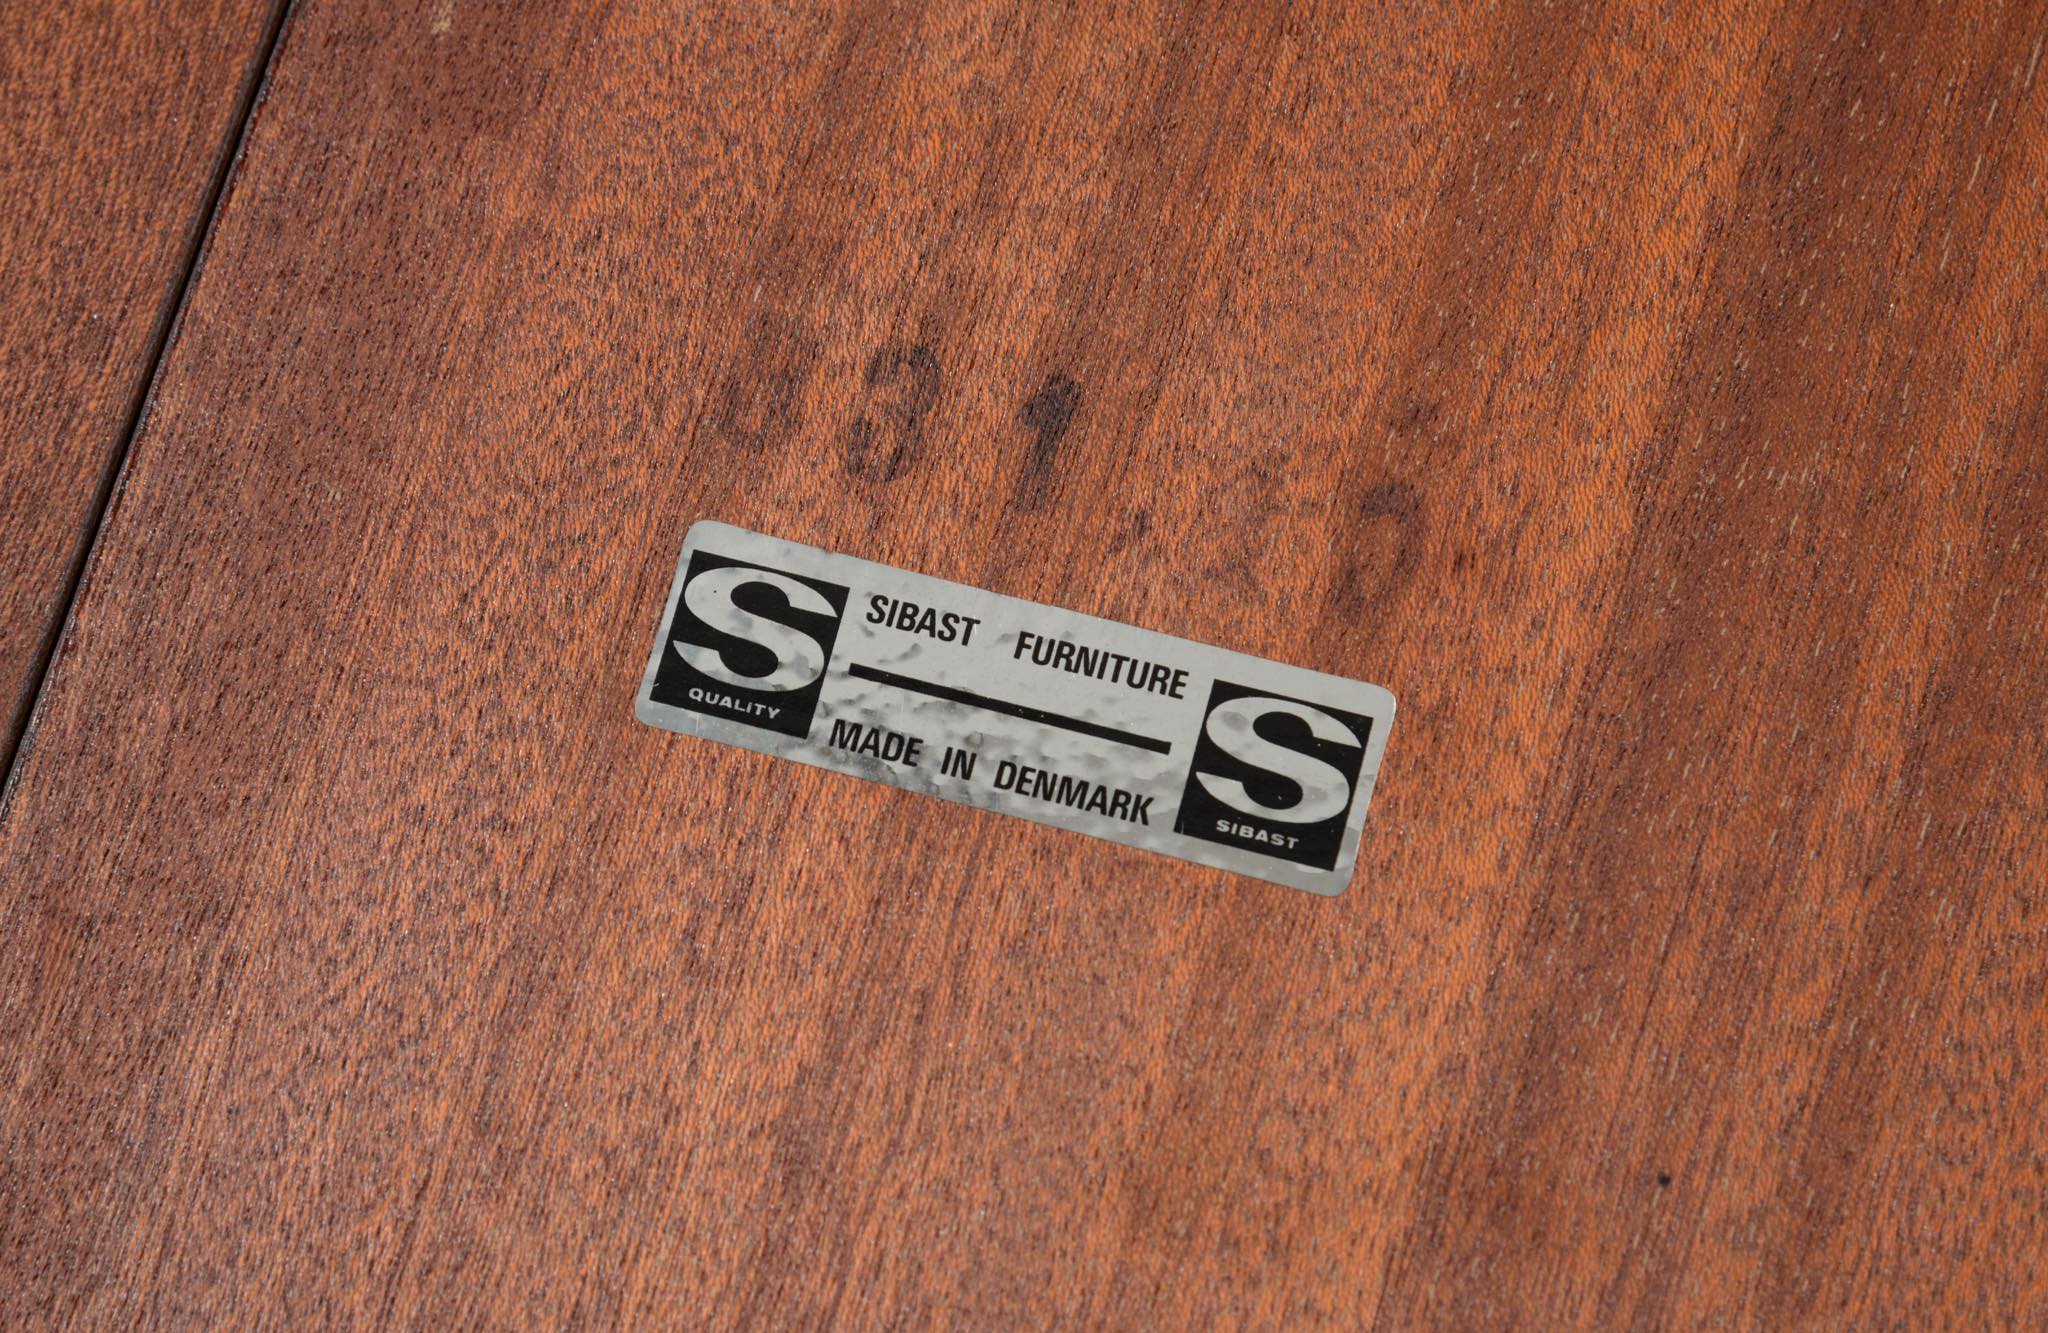 SIBAST FURNITURE
MADE IN DENMARK
S
QUALITY
S
SIBAST